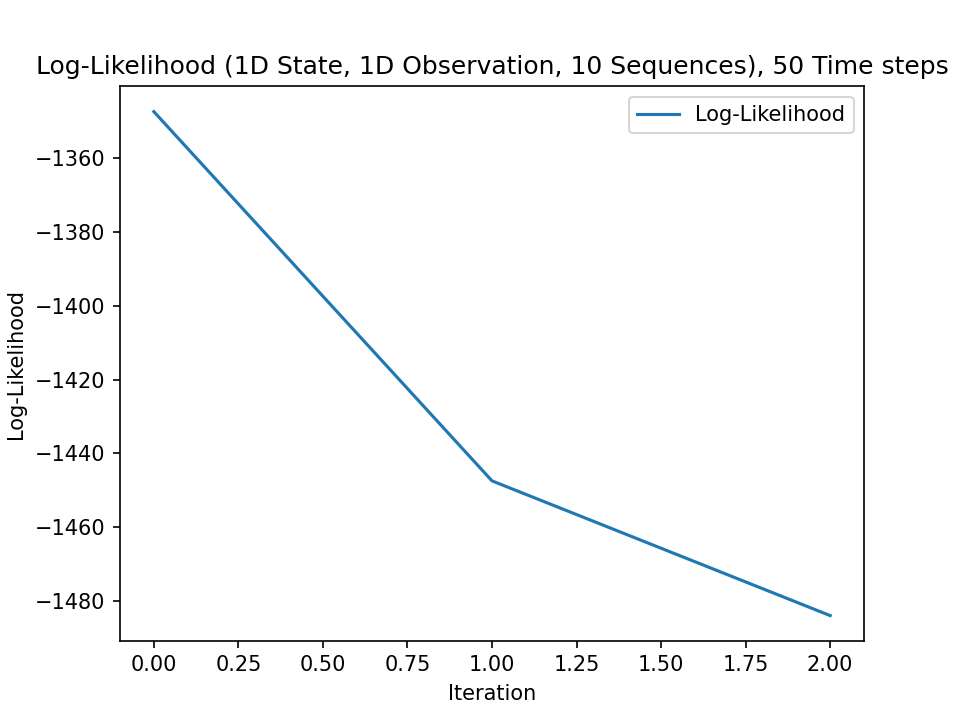 Log-Likelihood (1D State, 1D Observation, 10 Sequences), 50 Time steps
Log-Likelihood
−1360
−1380
−1400
−1420
−1440
−1460
−1480
Log-Likelihood
0.00 0.25 0.50 0.75 1.00 1.25 1.50 1.75 2.00
Iteration